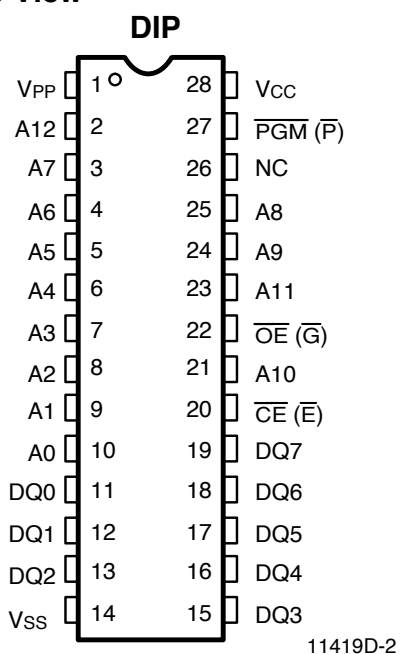 DIP
VPP 1 28 VCC
A12 2 27 PGM (P)
A7 3 26 NC
A6 4 25 A8
A5 5 24 A9
A4 6 23 A11
A3 7 22 OE (G)
A2 8 21 A10
A1 9 20 CE (E)
A0 10 19 DQ7
DQ0 11 18 DQ6
DQ1 12 17 DQ5
DQ2 13 16 DQ4
VSS 14 15 DQ3
11419D-2